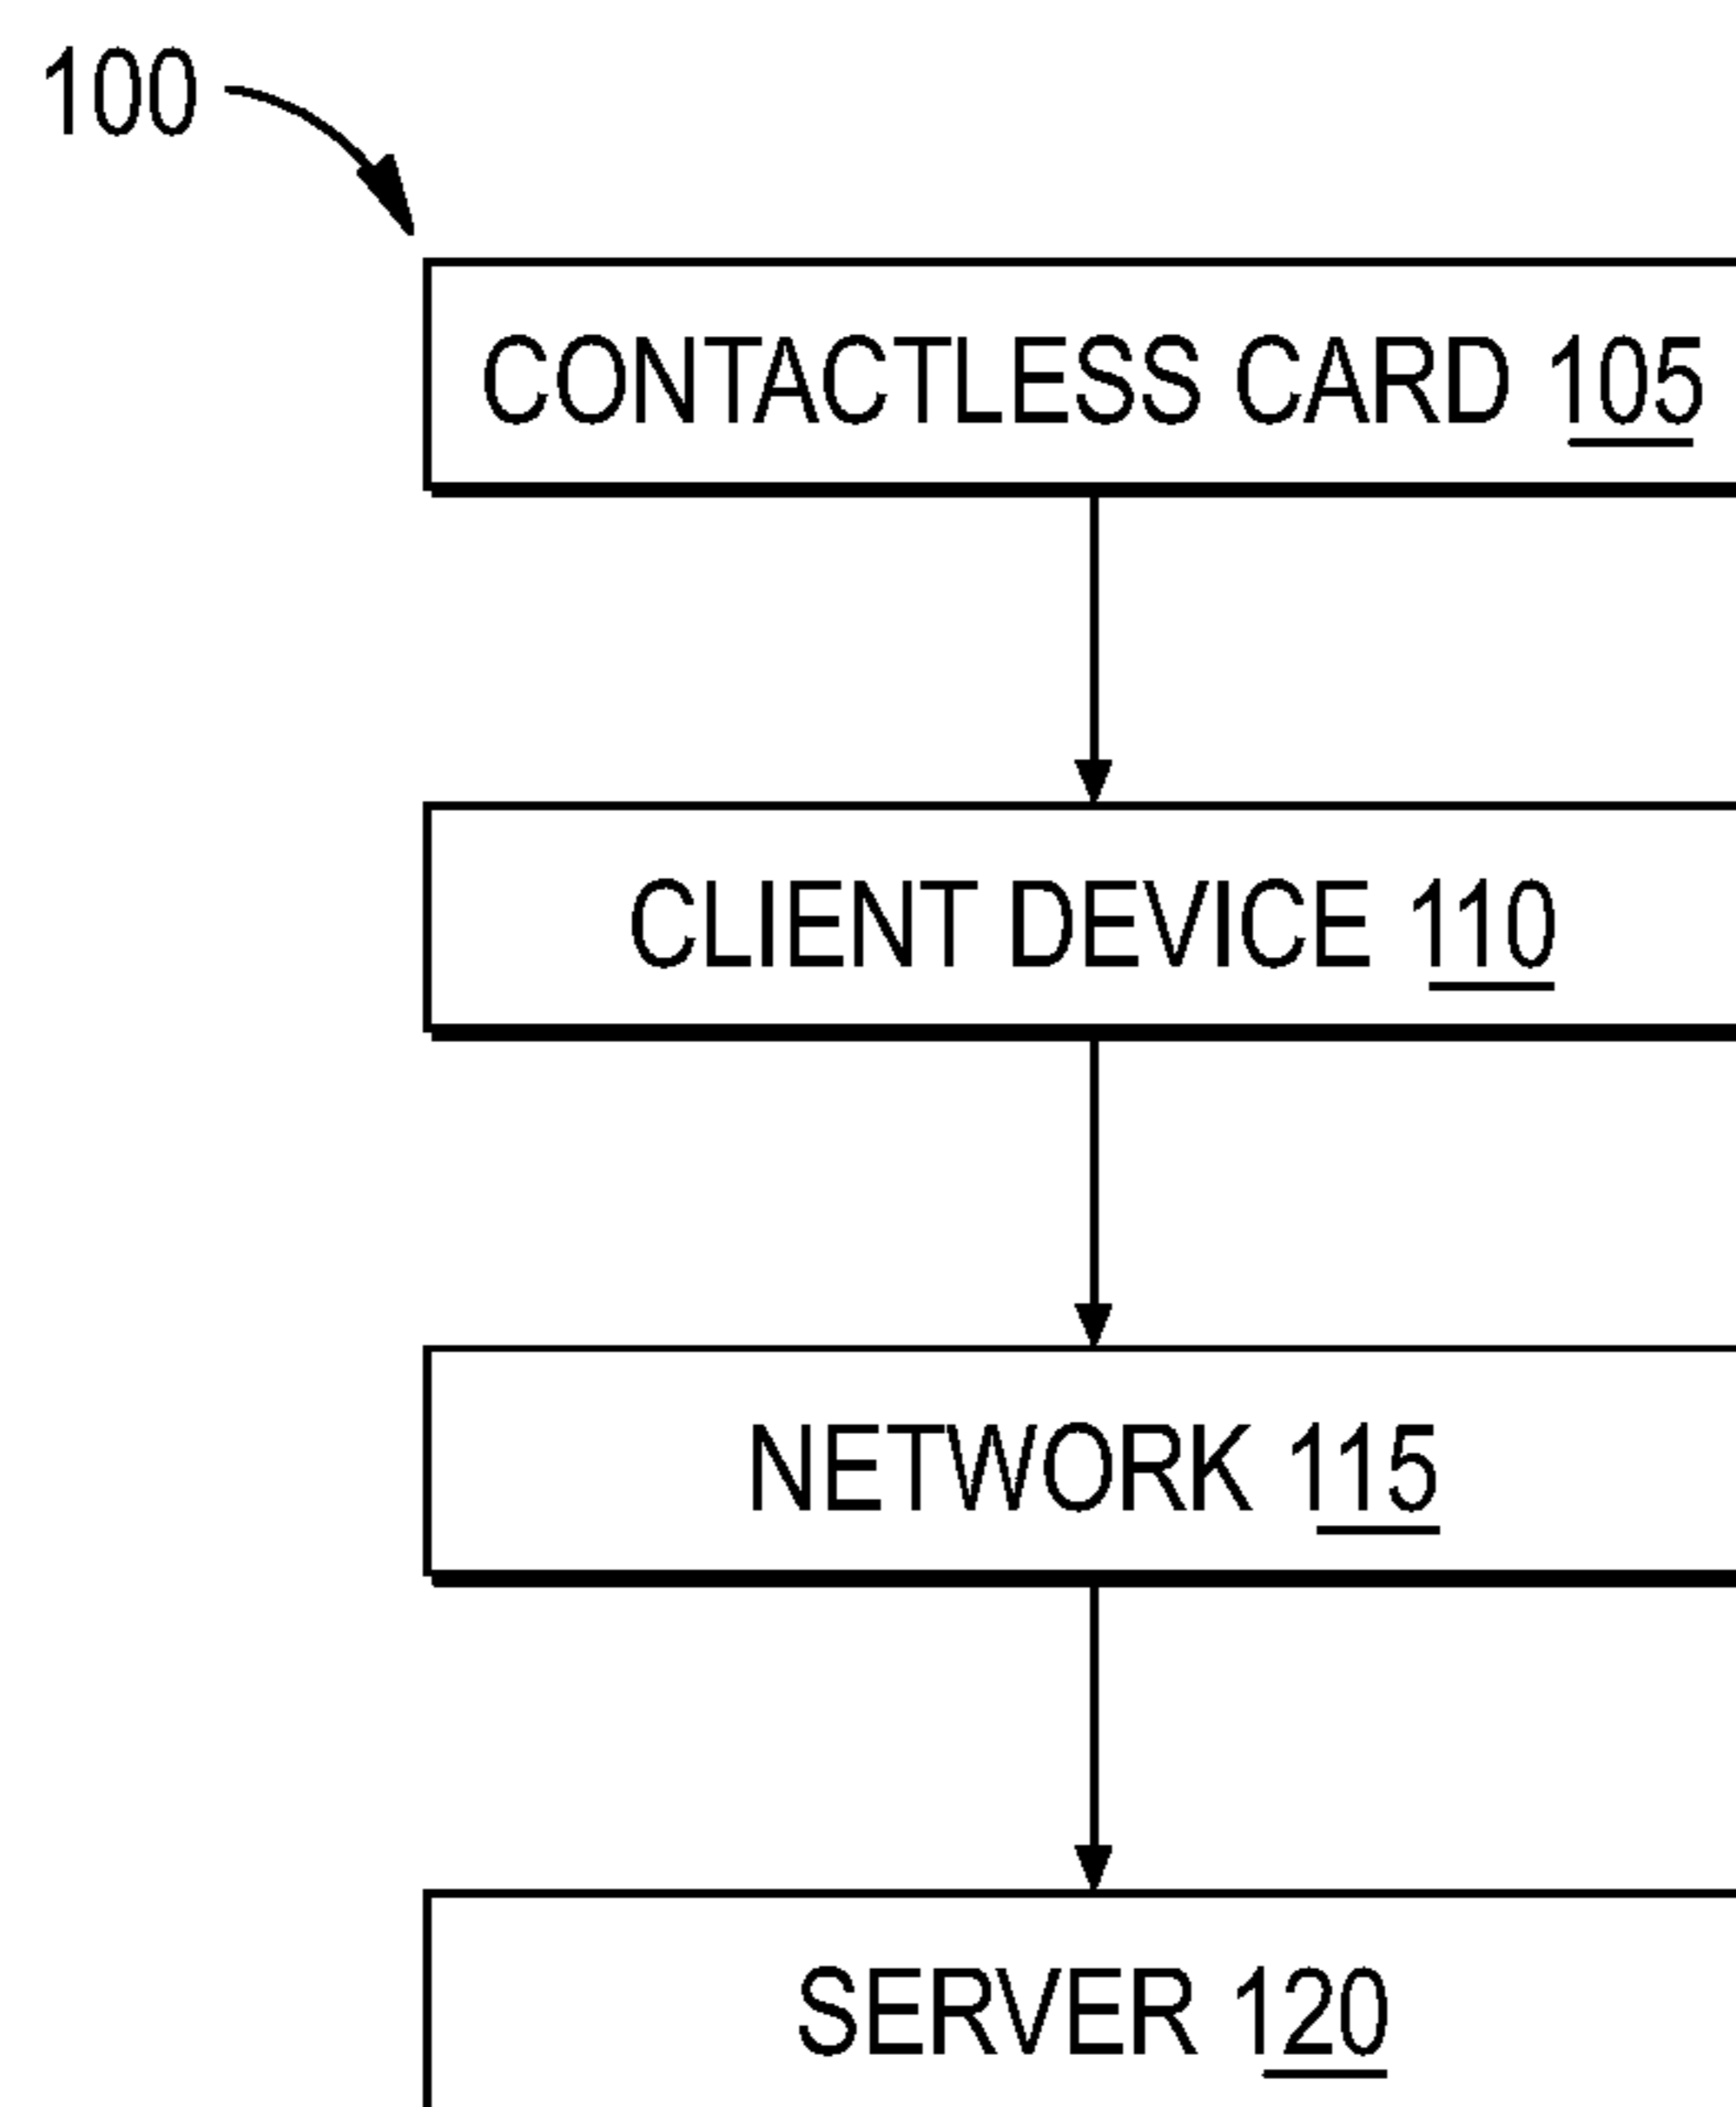 100
CONTACTLESS CARD 105
CLIENT DEVICE 110
NETWORK 115
SERVER 120